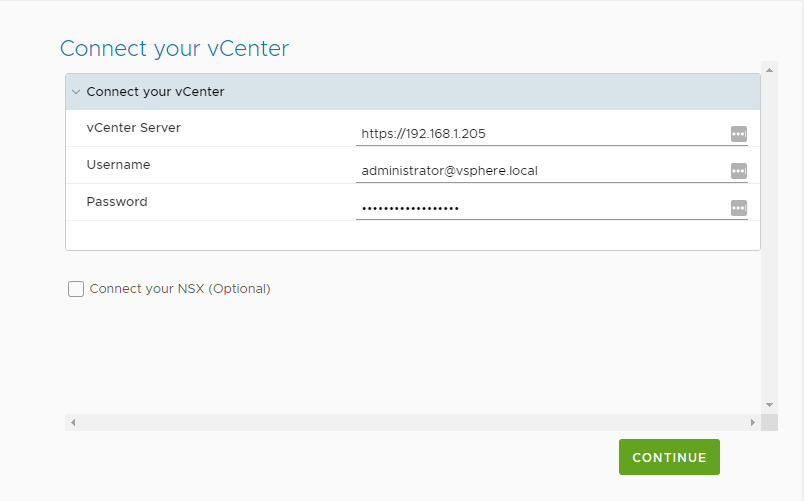 Connect your vCenter
Connect your vCenter
vCenter Server https://192.168.1.205
Username administrator@vsphere.local
Password ••••••••••••••••••
Connect your NSX (Optional)
CONTINUE